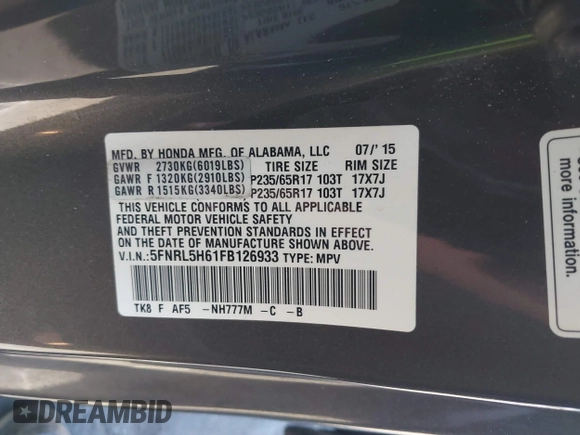 MFD. BY HONDA MFG. OF ALABAMA, LLC 07/'15
GVWR 2730KG(6019LBS) TIRE SIZE RIM SIZE
GAWR F 1320KG(2910LBS) P235/65R17 103T 17X7J
GAWR R 1515KG(3340LBS) P235/65R17 103T 17X7J
THIS VEHICLE CONFORMS TO ALL APPLICABLE
FEDERAL MOTOR VEHICLE SAFETY
AND THEFT PREVENTION STANDARDS IN EFFECT
ON THE DATE OF MANUFACTURE SHOWN ABOVE.
V.I.N.:5FNRL5H61FB126933 TYPE: MPV
TK8 F AF5 -NH777M -C -B
DREAMBID